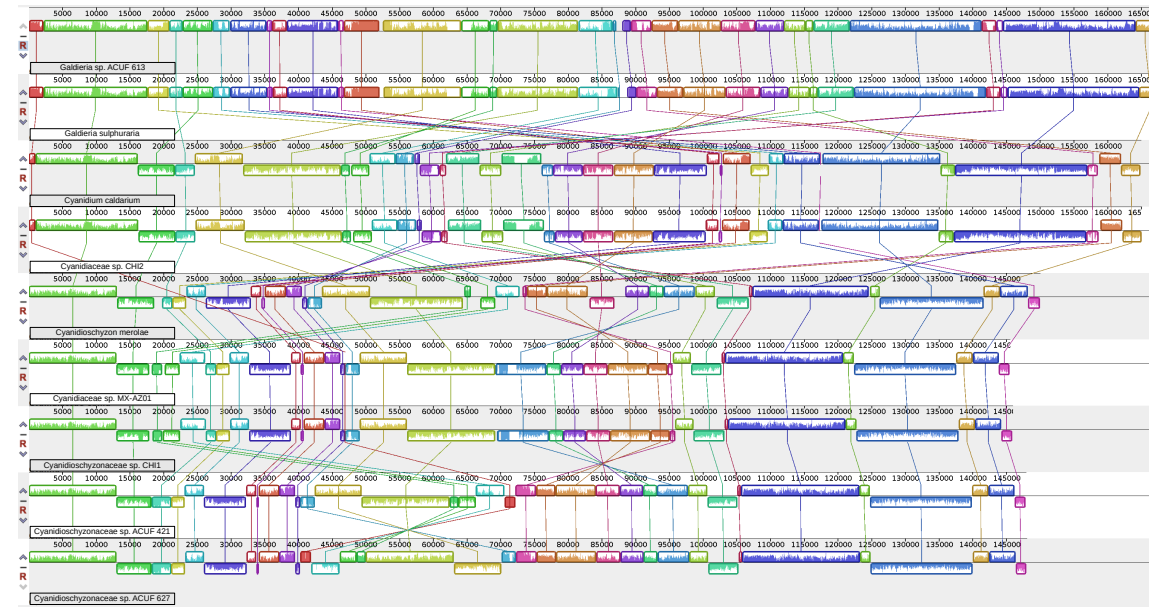 5000 10000 15000 20000 25000 30000 35000 40000 45000 50000 55000 60000 65000 70000 75000 80000 85000 90000 95000 100000 105000 110000 115000 120000 125000 130000 135000 140000 145000 150000 155000 160000 16500
R
Galdieria sp. ACUF 613
5000 10000 15000 20000 25000 30000 35000 40000 45000 50000 55000 60000 65000 70000 75000 80000 85000 90000 95000 100000 105000 110000 115000 120000 125000 130000 135000 140000 145000 150000 155000 160000 16500
R
Galdieria sulphuraria
5000 10000 15000 20000 25000 30000 35000 40000 45000 50000 55000 60000 65000 70000 75000 80000 85000 90000 95000 100000 105000 110000 115000 120000 125000 130000 135000 140000 145000 150000 155000 160000 16500
R
Cyanidium caldarium
5000 10000 15000 20000 25000 30000 35000 40000 45000 50000 55000 60000 65000 70000 75000 80000 85000 90000 95000 100000 105000 110000 115000 120000 125000 130000 135000 140000 145000 150000 155000 160000 165
R
Cyanidiaceae sp. CHI2
5000 10000 15000 20000 25000 30000 35000 40000 45000 50000 55000 60000 65000 70000 75000 80000 85000 90000 95000 100000 105000 110000 115000 120000 125000 130000 135000 140000 145000
R
Cyanidioschyzon merolae
5000 10000 15000 20000 25000 30000 35000 40000 45000 50000 55000 60000 65000 70000 75000 80000 85000 90000 95000 100000 105000 110000 115000 120000 125000 130000 135000 140000 14500
R
Cyanidiaceae sp. MX-AZ01
5000 10000 15000 20000 25000 30000 35000 40000 45000 50000 55000 60000 65000 70000 75000 80000 85000 90000 95000 100000 105000 110000 115000 120000 125000 130000 135000 140000 14500
R
Cyanidioschyzonaceae sp. CHI1
5000 10000 15000 20000 25000 30000 35000 40000 45000 50000 55000 60000 65000 70000 75000 80000 85000 90000 95000 100000 105000 110000 115000 120000 125000 130000 135000 140000 145000
R
Cyanidioschyzonaceae sp. ACUF 421
5000 10000 15000 20000 25000 30000 35000 40000 45000 50000 55000 60000 65000 70000 75000 80000 85000 90000 95000 100000 105000 110000 115000 120000 125000 130000 135000 140000 145000
R
Cyanidioschyzonaceae sp. ACUF 627